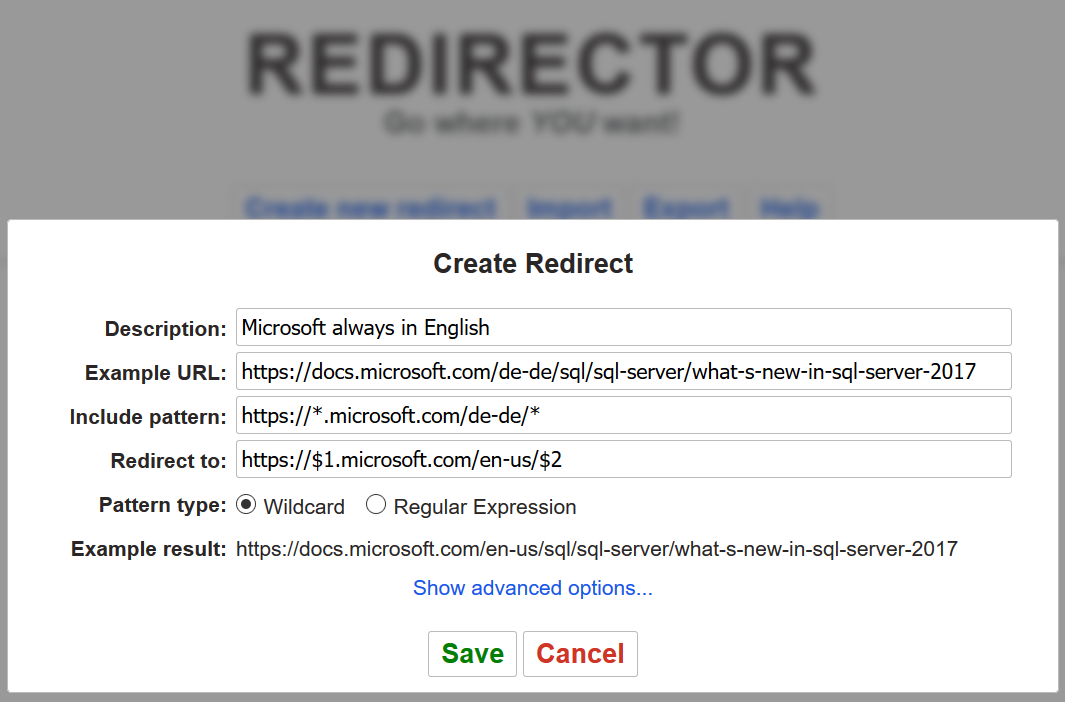 REDIRECTOR
Go where YOU want!
Create new redirect Import Export Help
Create Redirect
Description: Microsoft always in English
Example URL: https://docs.microsoft.com/de-de/sql/sql-server/what-s-new-in-sql-server-2017
Include pattern: https://*.microsoft.com/de-de/*
Redirect to: https://$1.microsoft.com/en-us/$2
Pattern type: Wildcard Regular Expression
Example result: https://docs.microsoft.com/en-us/sql/sql-server/what-s-new-in-sql-server-2017
Show advanced options...
Save Cancel